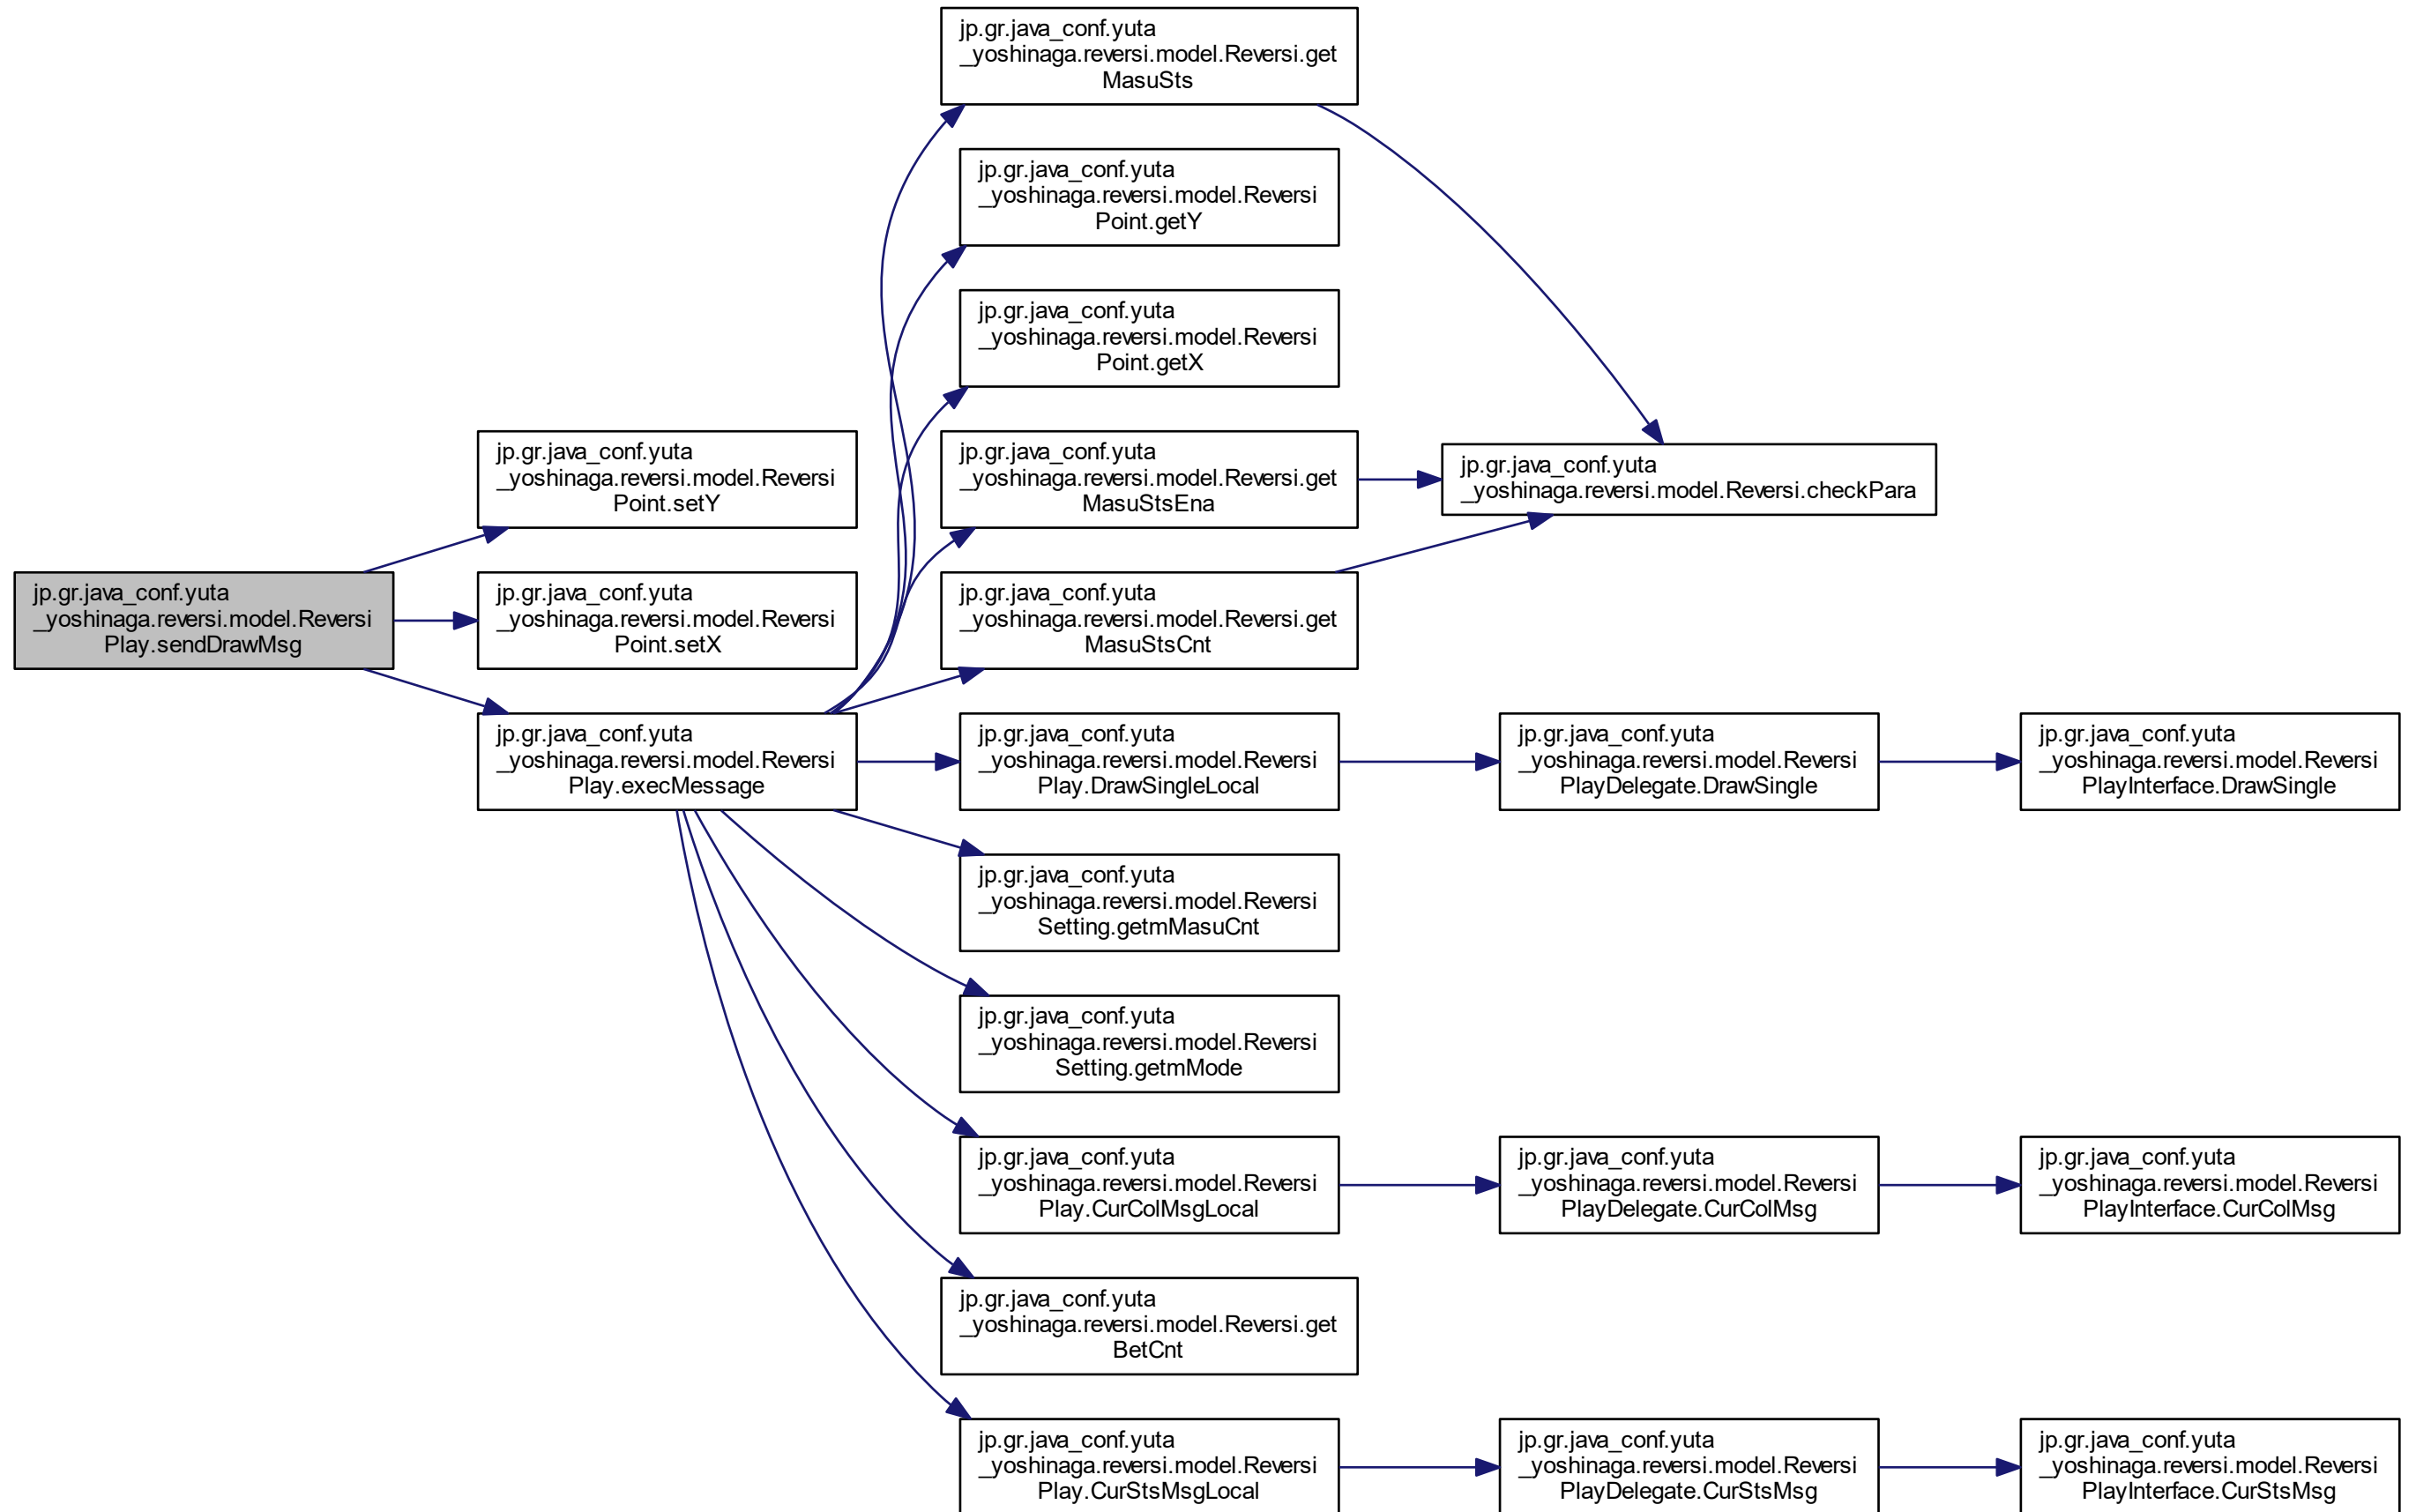 jp.gr.java_conf.yuta
_yoshinaga.reversi.model.Reversi
Play.sendDrawMsg
jp.gr.java_conf.yuta
_yoshinaga.reversi.model.Reversi
Point.setY
jp.gr.java_conf.yuta
_yoshinaga.reversi.model.Reversi
Point.setX
jp.gr.java_conf.yuta
_yoshinaga.reversi.model.Reversi
Play.execMessage
jp.gr.java_conf.yuta
_yoshinaga.reversi.model.Reversi.get
MasuSts
jp.gr.java_conf.yuta
_yoshinaga.reversi.model.Reversi
Point.getY
jp.gr.java_conf.yuta
_yoshinaga.reversi.model.Reversi
Point.getX
jp.gr.java_conf.yuta
_yoshinaga.reversi.model.Reversi.get
MasuStsEna
jp.gr.java_conf.yuta
_yoshinaga.reversi.model.Reversi.get
MasuStsCnt
jp.gr.java_conf.yuta
_yoshinaga.reversi.model.Reversi
Play.DrawSingleLocal
jp.gr.java_conf.yuta
_yoshinaga.reversi.model.Reversi
Setting.getmMasuCnt
jp.gr.java_conf.yuta
_yoshinaga.reversi.model.Reversi
Setting.getmMode
jp.gr.java_conf.yuta
_yoshinaga.reversi.model.Reversi
Play.CurColMsgLocal
jp.gr.java_conf.yuta
_yoshinaga.reversi.model.Reversi.get
BetCnt
jp.gr.java_conf.yuta
_yoshinaga.reversi.model.Reversi
Play.CurStsMsgLocal
jp.gr.java_conf.yuta
_yoshinaga.reversi.model.Reversi.checkPara
jp.gr.java_conf.yuta
_yoshinaga.reversi.model.Reversi
PlayDelegate.DrawSingle
jp.gr.java_conf.yuta
_yoshinaga.reversi.model.Reversi
PlayDelegate.CurColMsg
jp.gr.java_conf.yuta
_yoshinaga.reversi.model.Reversi
PlayDelegate.CurStsMsg
jp.gr.java_conf.yuta
_yoshinaga.reversi.model.Reversi
PlayInterface.DrawSingle
jp.gr.java_conf.yuta
_yoshinaga.reversi.model.Reversi
PlayInterface.CurColMsg
jp.gr.java_conf.yuta
_yoshinaga.reversi.model.Reversi
PlayInterface.CurStsMsg